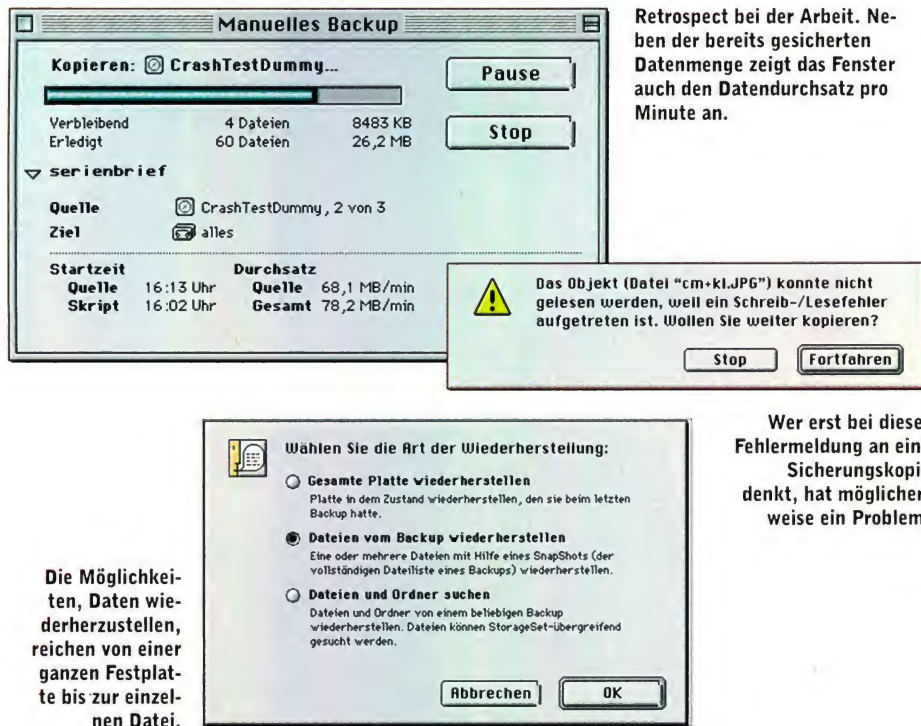 Manuelles Backup
Kopieren: CrashTestDummy...
Pause
Verbleibend 4 Dateien 8483 KB
Erledigt 60 Dateien 26,2 MB
Stop
serienbrief
Quelle CrashTestDummy, 2 von 3
Ziel alles
Startzeit Durchsatz
Quelle 16:13 Uhr Quelle 68,1 MB/min
Skript 16:02 Uhr Gesamt 78,2 MB/min
Retrospect bei der Arbeit. Ne-
ben der bereits gesicherten
Datenmenge zeigt das Fenster
auch den Datendurchsatz pro
Minute an.
Das Objekt (Datei "cm+kl.JPG") konnte nicht
gelesen werden, weil ein Schreib-/Lesefehler
aufgetreten ist. Wollen Sie weiter kopieren?
Stop Fortfahren
Wer erst bei diese
Fehlermeldung an ein
Sicherungskopi
denkt, hat möglicher
weise ein Problem
Wählen Sie die Art der Wiederherstellung:
Gesamte Platte wiederherstellen
Platte in dem Zustand wiederherstellen, den sie beim letzten
Backup hatte.
Dateien vom Backup wiederherstellen
Eine oder mehrere Dateien mit Hilfe eines SnapShots (der
vollständigen Dateiliste eines Backups) wiederherstellen.
Dateien und Ordner suchen
Dateien und Ordner von einem beliebigen Backup
wiederherstellen. Dateien können StorageSet-übergreifend
gesucht werden.
Abbrechen OK
Die Möglichkei-
ten, Daten wie-
derherzustellen,
reichen von einer
ganzen Festplat-
te bis zur einzel-
nen Datei.